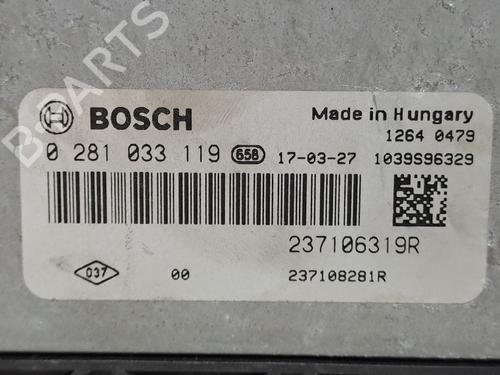 B-PARTS
BOSCH
Made in Hungary
1264 0479
0 281 033 119 658 17-03-27 1039S96329
237106319R
037 00 237108281R